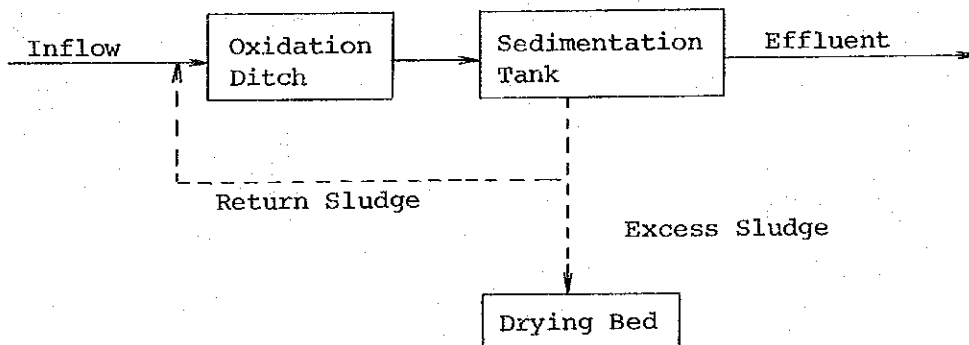 Inflow
Oxidation
Ditch
Sedimentation
Tank
Effluent
Return Sludge
Excess Sludge
Drying Bed